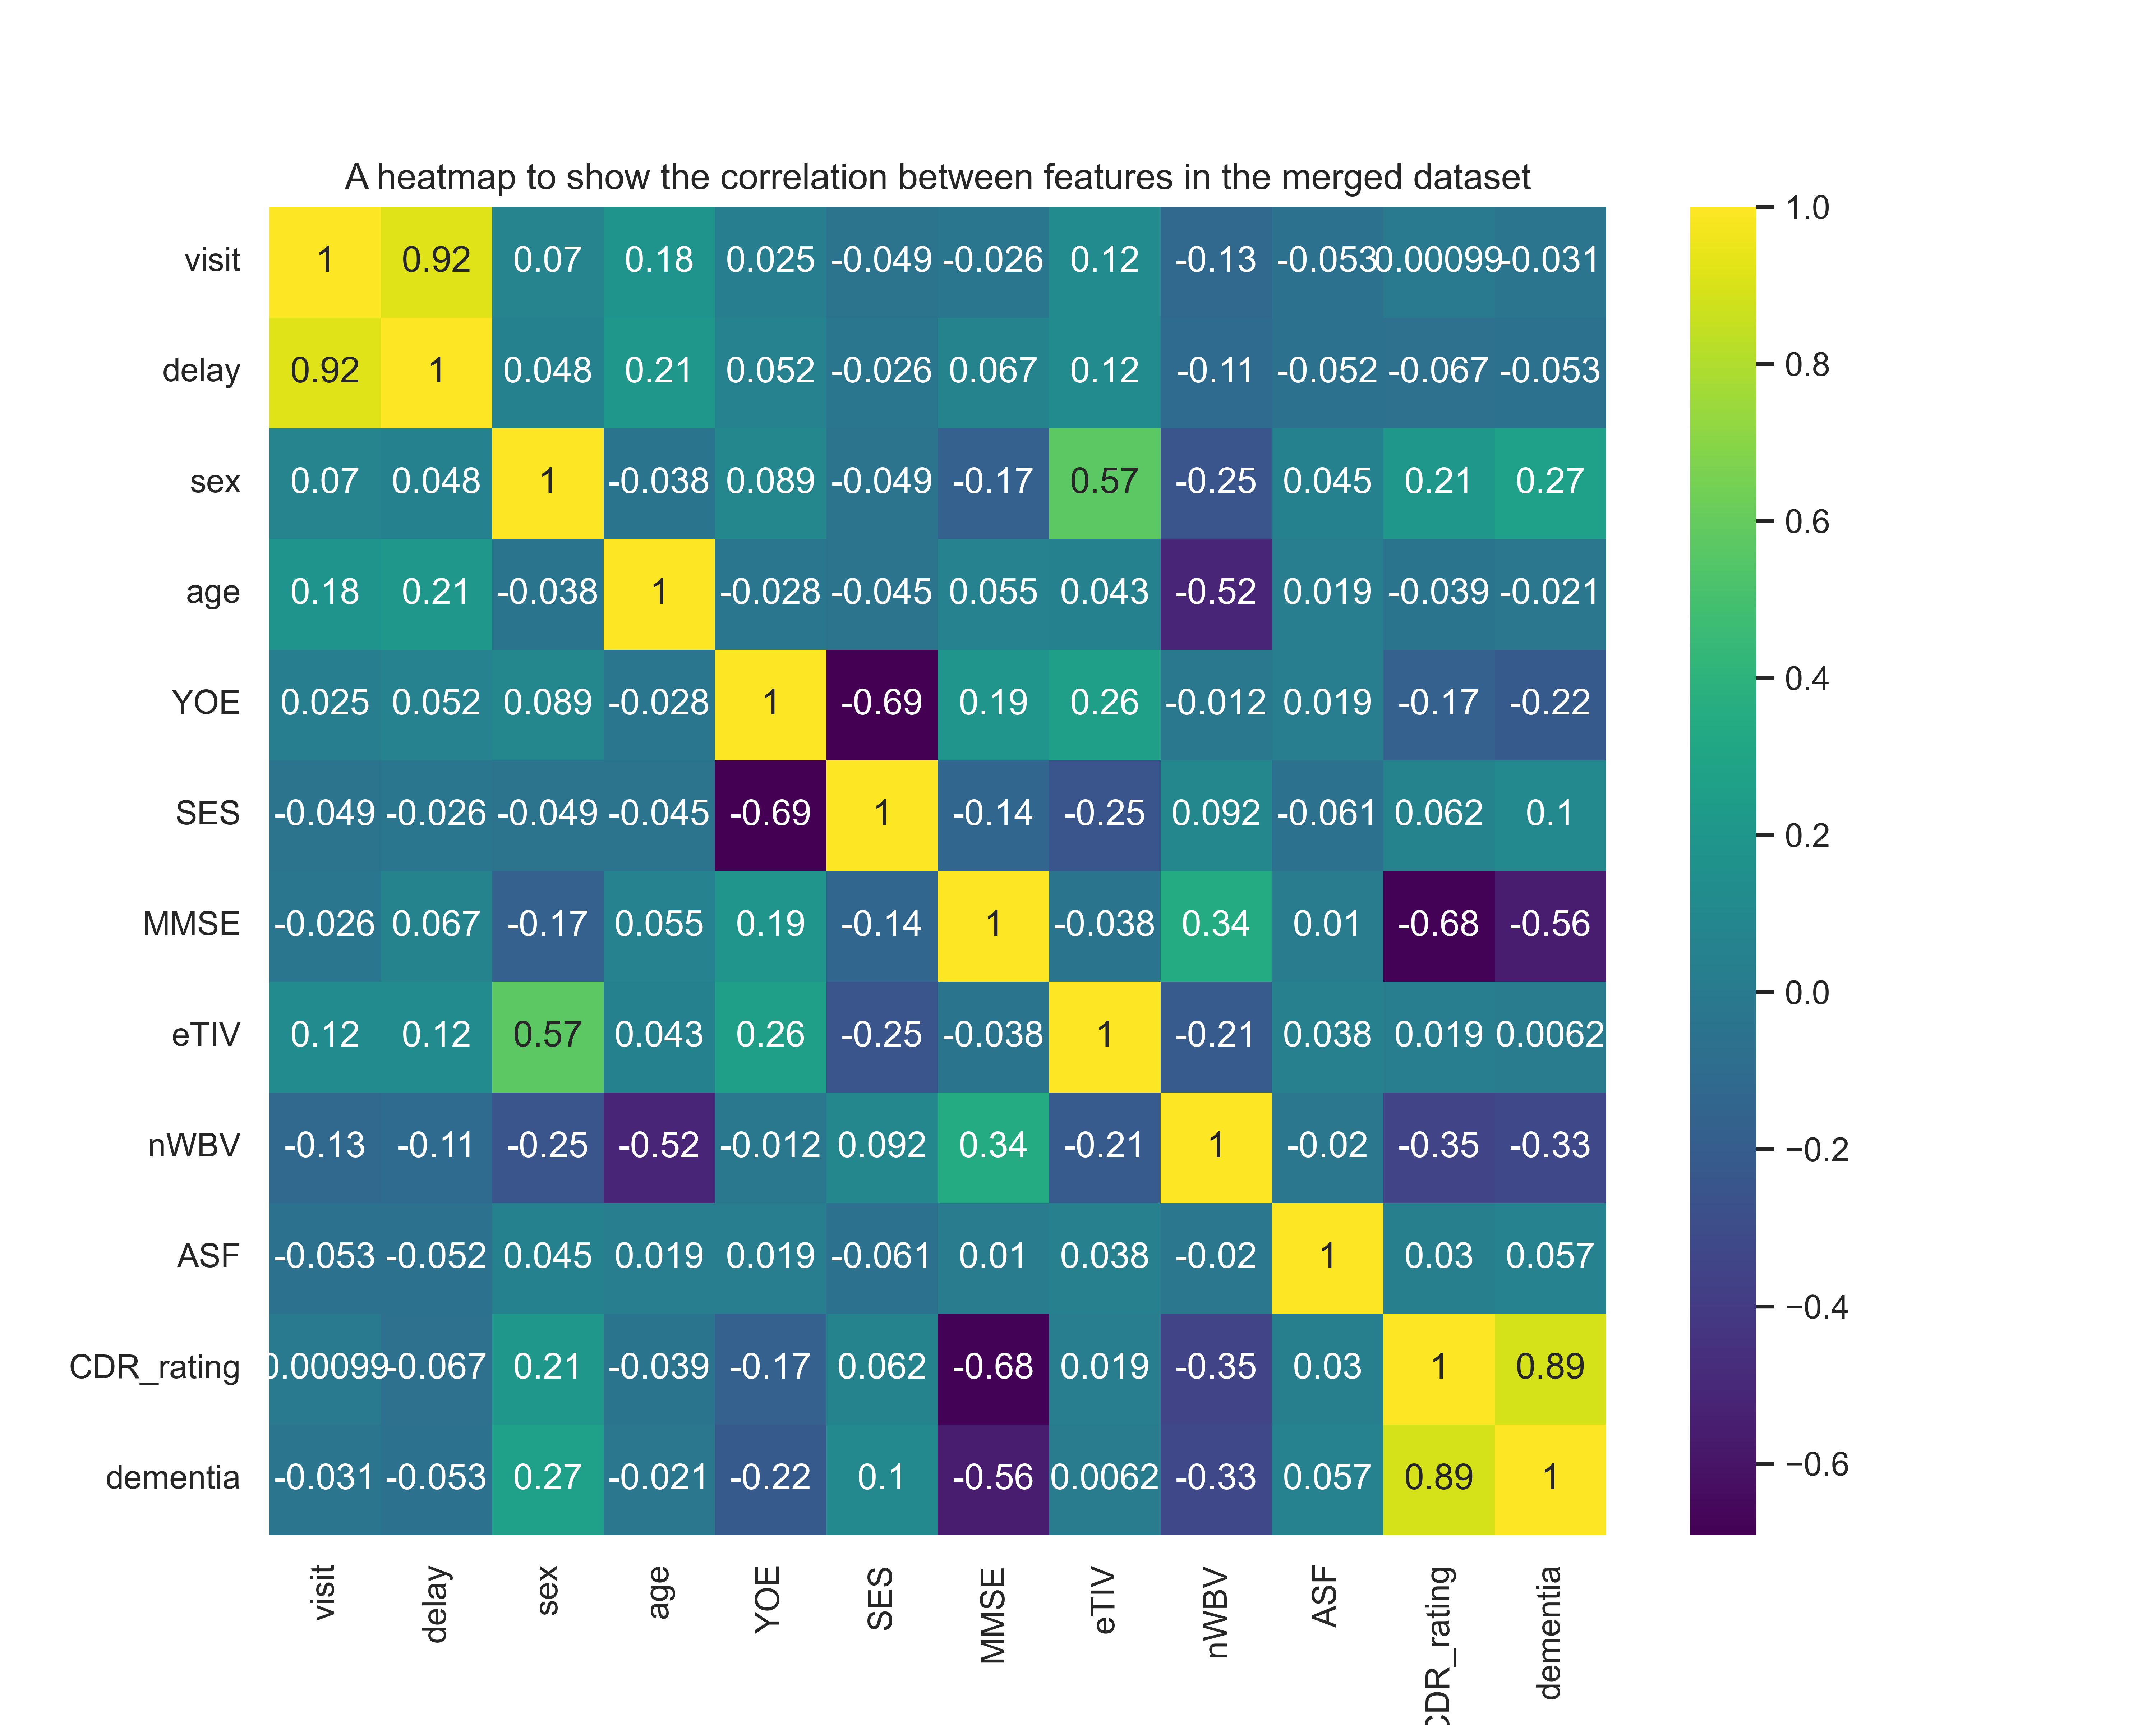 A heatmap to show the correlation between features in the merged dataset
visit 1 0.92 0.07 0.18 0.025 -0.049 -0.026 0.12 -0.13 -0.053 0.00099 -0.031
delay 0.92 1 0.048 0.21 0.052 -0.026 0.067 0.12 -0.11 -0.052 -0.067 -0.053
sex 0.07 0.048 1 -0.038 0.089 -0.049 -0.17 0.57 -0.25 0.045 0.21 0.27
age 0.18 0.21 -0.038 1 -0.028 -0.045 0.055 0.043 -0.52 0.019 -0.039 -0.021
YOE 0.025 0.052 0.089 -0.028 1 -0.69 0.19 0.26 -0.012 0.019 -0.17 -0.22
SES -0.049 -0.026 -0.049 -0.045 -0.69 1 -0.14 -0.25 0.092 -0.061 0.062 0.1
MMSE -0.026 0.067 -0.17 0.055 0.19 -0.14 1 -0.038 0.34 0.01 -0.68 -0.56
eTIV 0.12 0.12 0.57 0.043 0.26 -0.25 -0.038 1 -0.21 0.038 0.019 0.0062
nWBV -0.13 -0.11 -0.25 -0.52 -0.012 0.092 0.34 -0.21 1 -0.02 -0.35 -0.33
ASF -0.053 -0.052 0.045 0.019 0.019 -0.061 0.01 0.038 -0.02 1 0.03 0.057
CDR_rating 0.00099 -0.067 0.21 -0.039 -0.17 0.062 -0.68 0.019 -0.35 0.03 1 0.89
dementia -0.031 -0.053 0.27 -0.021 -0.22 0.1 -0.56 0.0062 -0.33 0.057 0.89 1
visit delay sex age YOE SES MMSE eTIV nWBV ASF CDR_rating dementia
1.0
0.8
0.6
0.4
0.2
0.0
−0.2
−0.4
−0.6